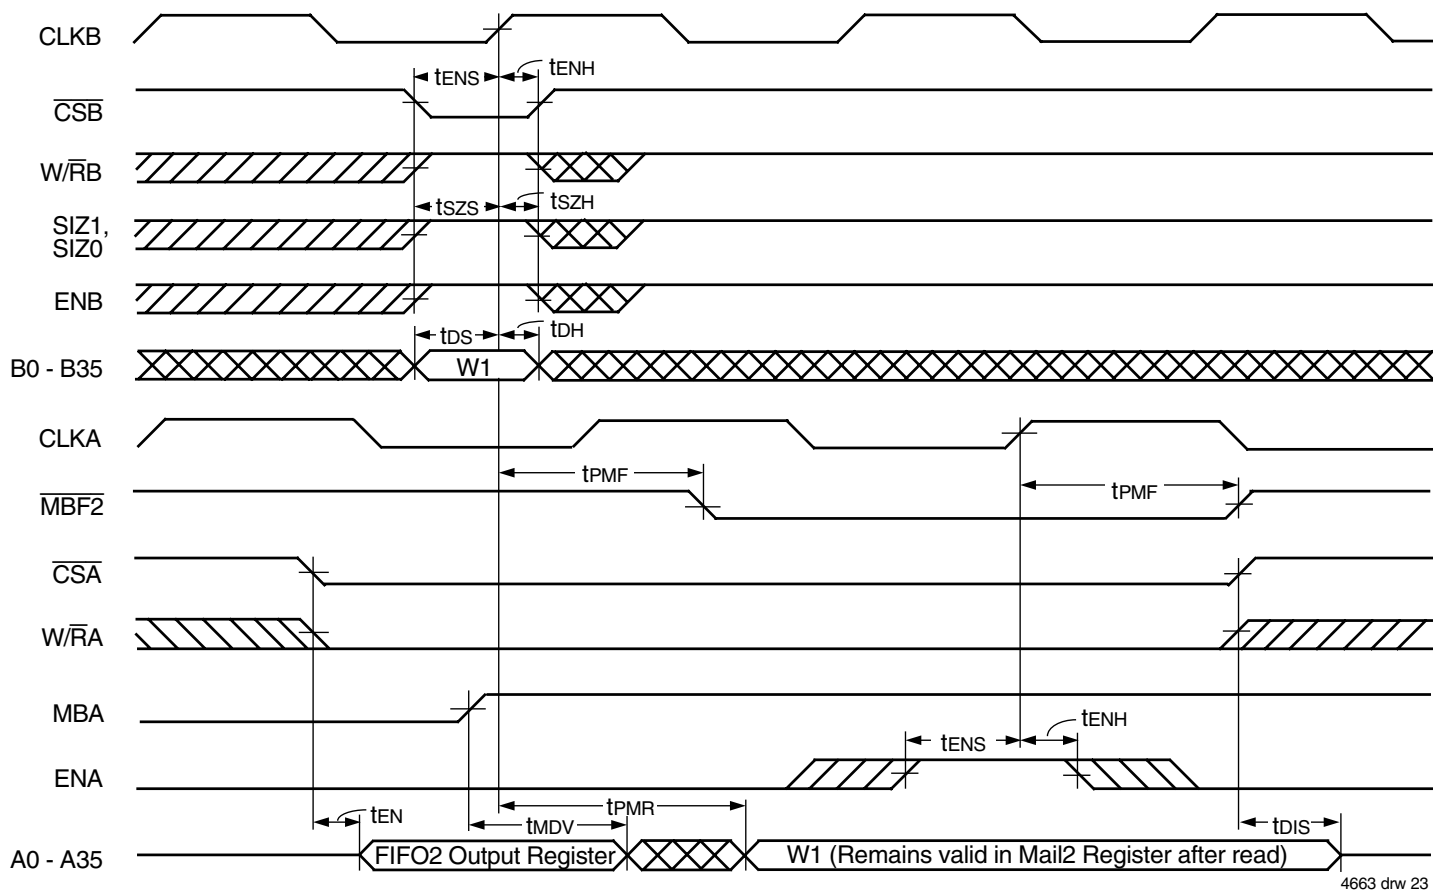 CLKB
tENS
tENH
CSB
W/RB
tSZS
tSZH
SIZ1,
SIZ0
ENB
tDS
tDH
B0 - B35
W1
CLKA
tPMF
tPMF
MBF2
CSA
W/RA
MBA
tENS
tENH
ENA
tEN
tPMR
tMDV
tDIS
A0 - A35
FIFO2 Output Register
W1 (Remains valid in Mail2 Register after read)
4663 drw 23